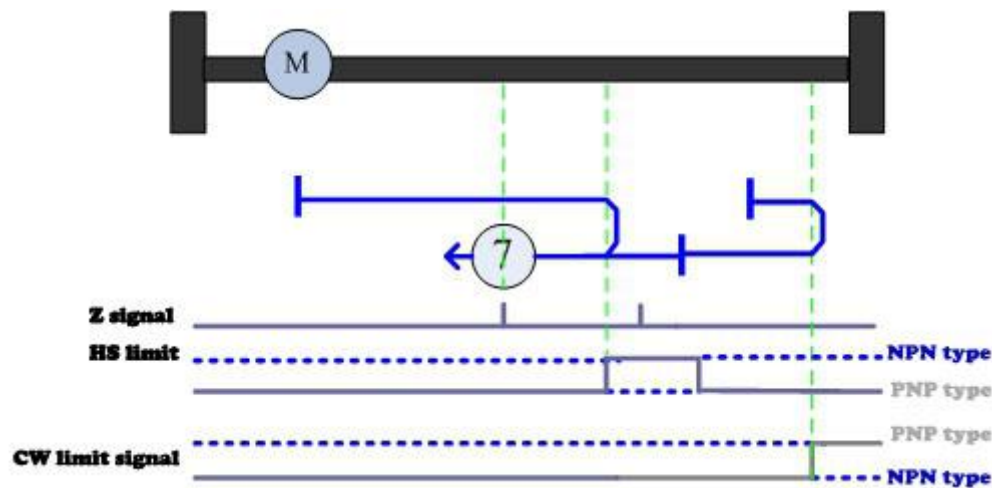 M
7
Z signal
HS limit
NPN type
PNP type
PNP type
CW limit signal
NPN type